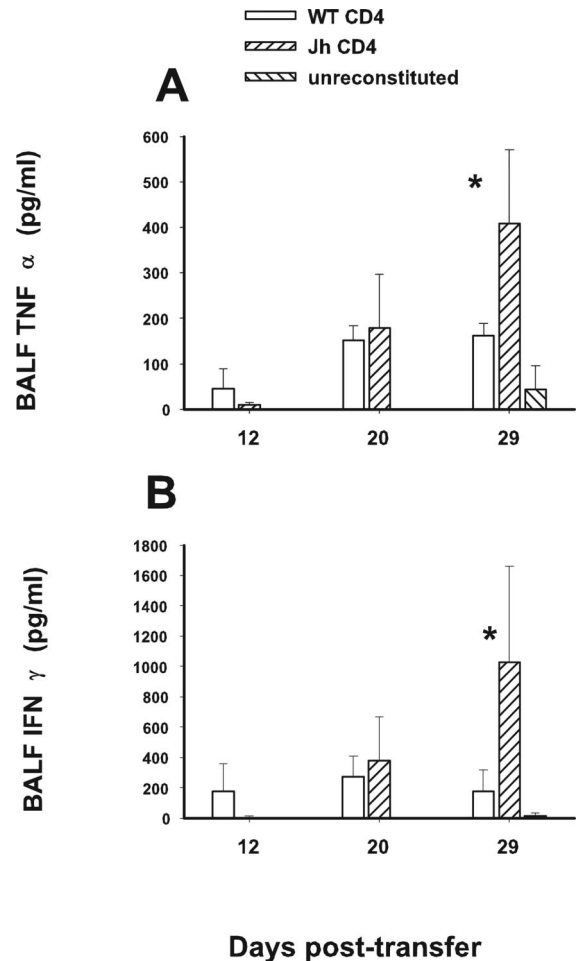 WT CD4
Jh CD4
unreconstituted
A
BALF TNF α (pg/ml)
600
500
400
300
200
100
0
*
12 20 29
B
BALF IFN γ (pg/ml)
1800
1600
1400
1200
1000
800
600
400
200
0
*
12 20 29
Days post-transfer